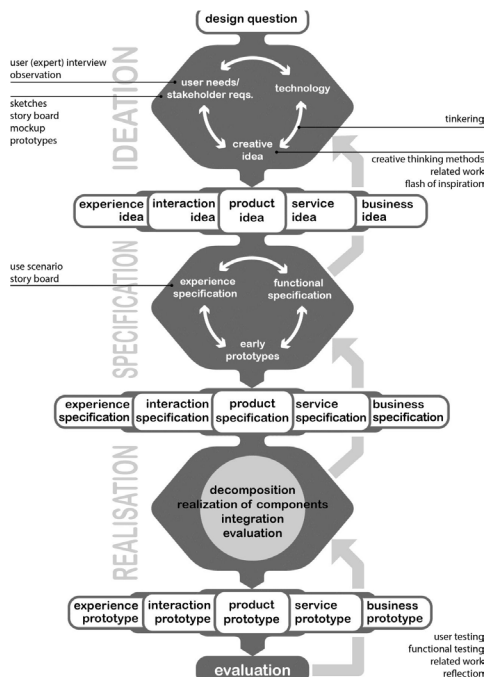 design question
user (expert) interview
observation
sketches
story board
mockup
prototypes
IDEATION
user needs/
stakeholder reqs.
technology
creative
idea
tinkering
creative thinking methods
related work
flash of inspiration
experience
idea
interaction
idea
product
idea
service
idea
business
idea
use scenario
story board
SPECIFICATION
experience
specification
functional
specification
early
prototypes
experience
specification
interaction
specification
product
specification
service
specification
business
specification
REALISATION
decomposition
realization of components
integration
evaluation
experience
prototype
interaction
prototype
product
prototype
service
prototype
business
prototype
evaluation
user testing
functional testing
related work
reflection